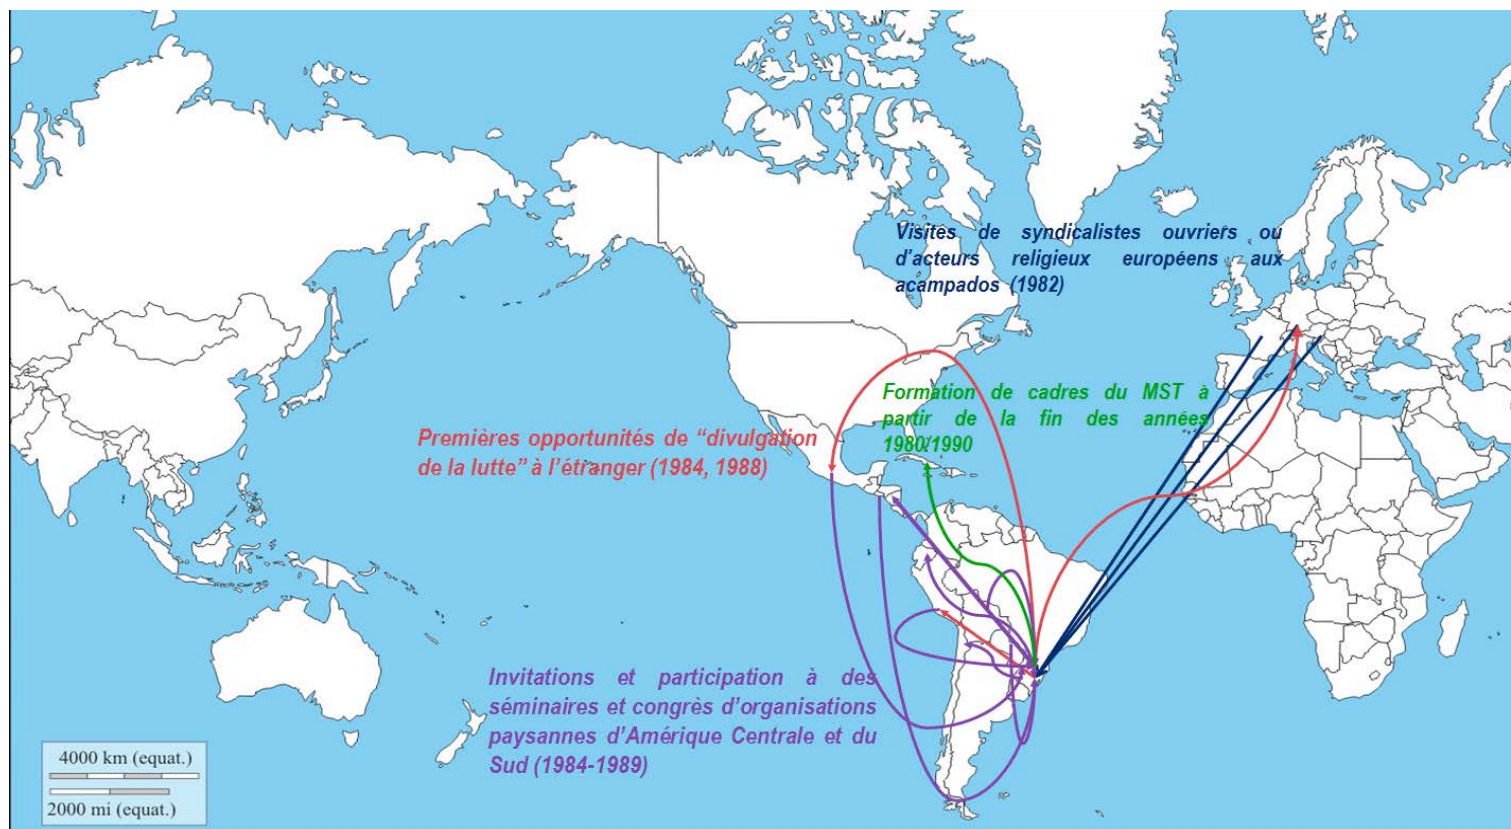 Visites de syndicalistes ouvriers ou
d'acteurs religieux européens aux
acampados (1982)
Formation de cadres du MST à
partir de la fin des années
1980/1990
Premières opportunités de “divulgation
de la lutte” à l'étranger (1984, 1988)
Invitations et participation à des
séminaires et congrès d'organisations
paysannes d'Amérique Centrale et du
Sud (1984-1989)
4000 km (equat.)
2000 mi (equat.)